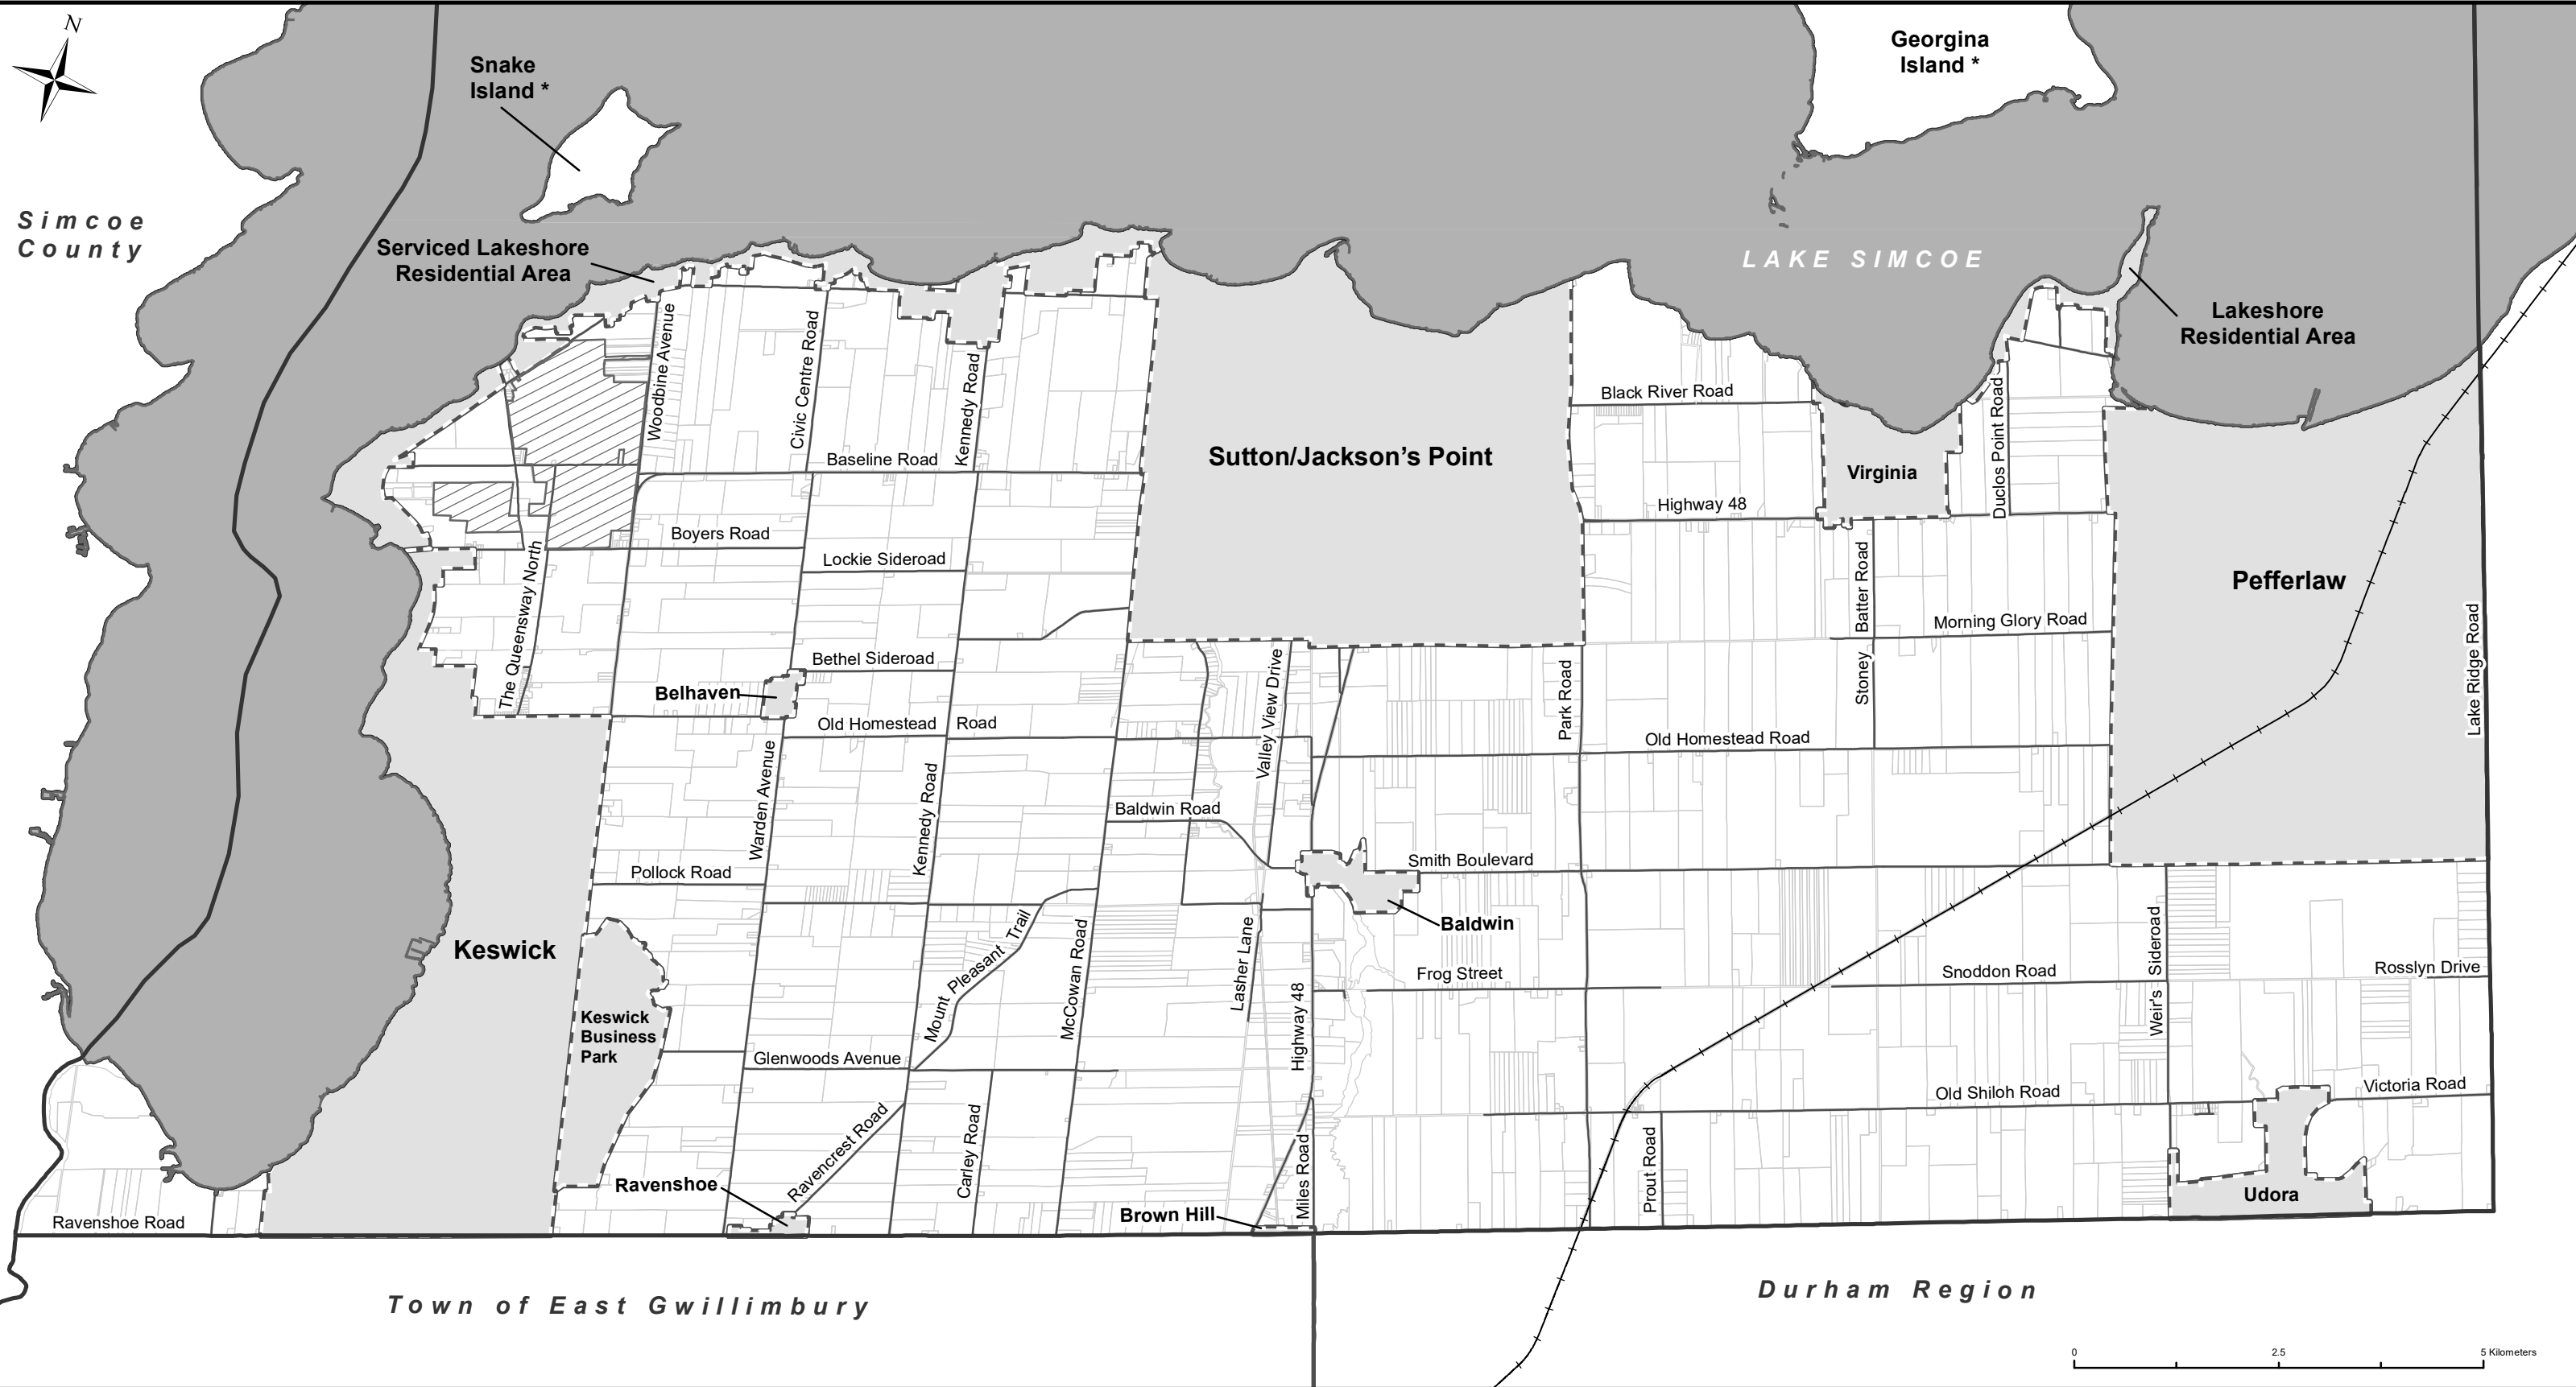 N
Snake
Island *
Georgina
Island *
Simcoe
County
Serviced Lakeshore
Residential Area
LAKE SIMCOE
Lakeshore
Residential Area
Woodbine Avenue
Civic Centre Road
Kennedy Road
Black River Road
Duclos Point Road
Baseline Road
Sutton/Jackson's Point
Virginia
Highway 48
Boyers Road
Lockie Sideroad
The Queensway North
Stoney Batter Road
Pefferlaw
Morning Glory Road
Lake Ridge Road
Bethel Sideroad
Belhaven
Valley View Drive
Park Road
Old Homestead Road
Old Homestead Road
Warden Avenue
Kennedy Road
Baldwin Road
Pollock Road
Smith Boulevard
Baldwin
Keswick
Mount Pleasant Trail
McCowan Road
Lasher Lane
Highway 48
Frog Street
Snoddon Road
Weir's Sideroad
Rosslyn Drive
Keswick
Business
Park
Glenwoods Avenue
Old Shiloh Road
Victoria Road
Ravencrest Road
Carley Road
Miles Road
Prout Road
Ravenshoe
Udora
Brown Hill
Ravenshoe Road
Town of East Gwillimbury
Durham Region
0 2.5 5 Kilometers